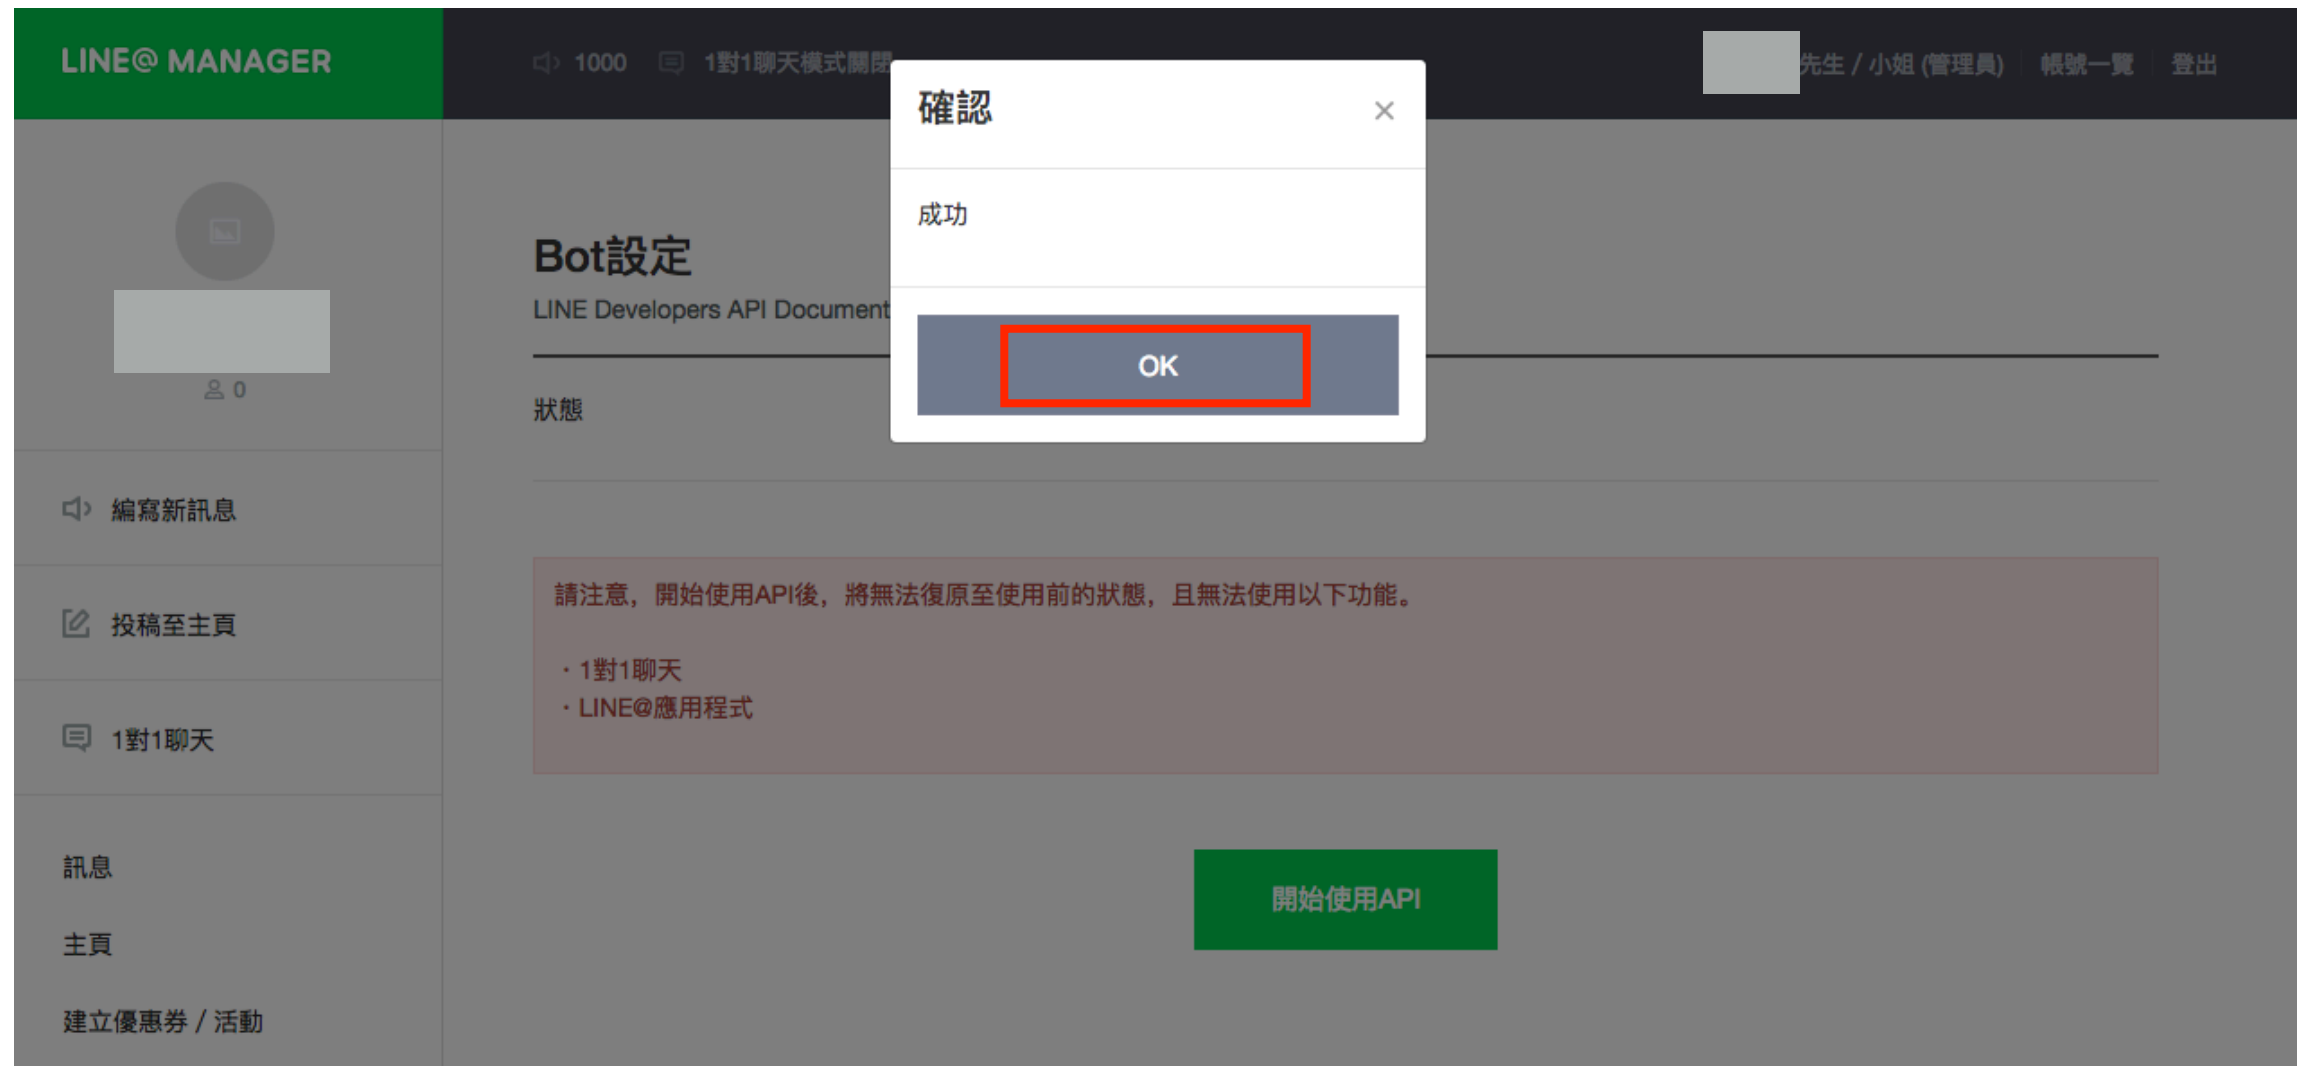 LINE@ MANAGER
1000 1對1聊天模式關閉
先生 / 小姐 (管理員) 帳號一覽 登出
確認 ×
成功
OK
Bot設定
LINE Developers API Document
狀態
0
編寫新訊息
投稿至主頁
1對1聊天
訊息
主頁
建立優惠券 / 活動
請注意，開始使用API後，將無法復原至使用前的狀態，且無法使用以下功能。
・1對1聊天
・LINE@應用程式
開始使用API